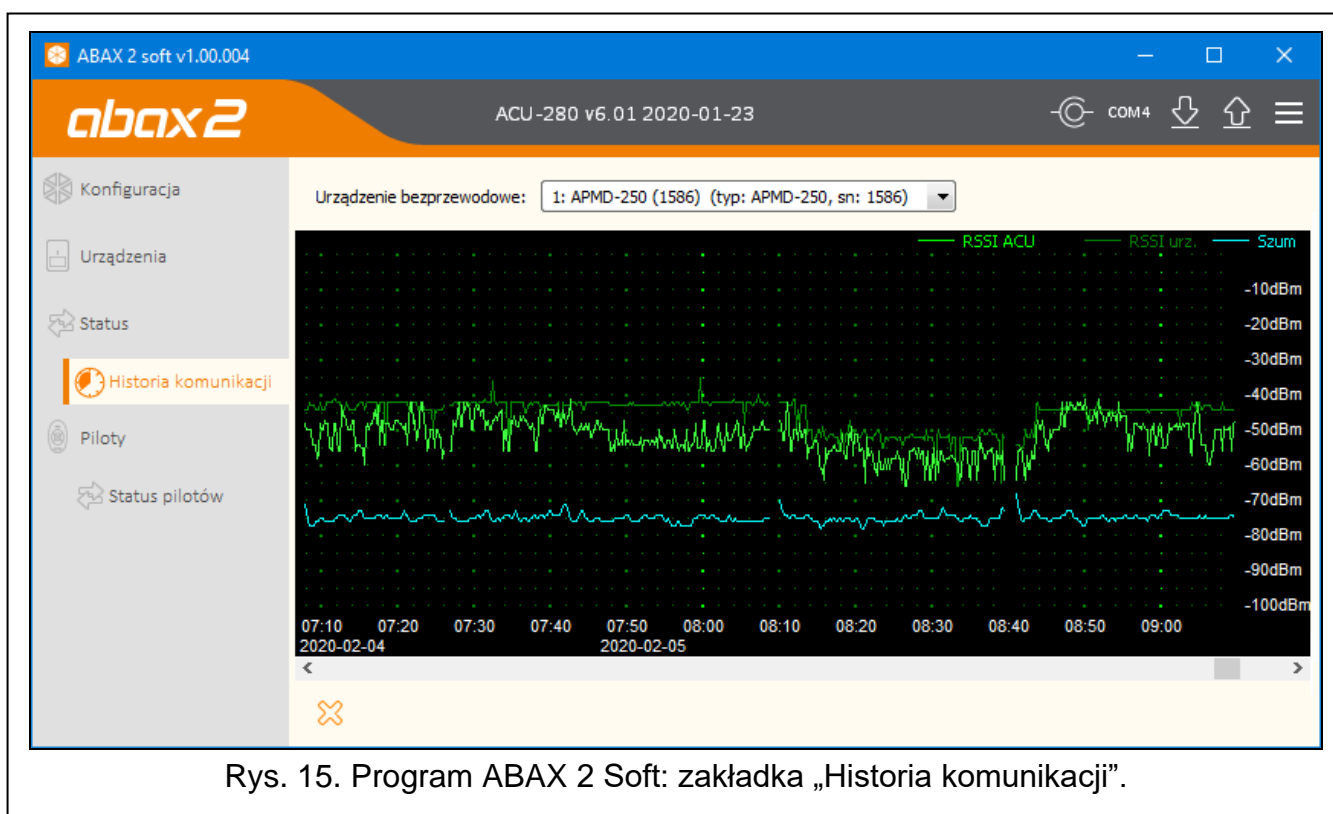 ABAX 2 soft v1.00.004
abax2
ACU-280 v6.01 2020-01-23
COM4
Konfiguracja
Urządzenia
Status
Historia komunikacji
Piloty
Status pilotów
Urządzenie bezprzewodowe: 1: APMD-250 (1586) (typ: APMD-250, sn: 1586)
RSSI ACU RSSI urz. Szum
-10dBm
-20dBm
-30dBm
-40dBm
-50dBm
-60dBm
-70dBm
-80dBm
-90dBm
-100dBm
07:10 07:20 07:30 07:40 07:50 08:00 08:10 08:20 08:30 08:40 08:50 09:00
2020-02-04 2020-02-05
Rys. 15. Program ABAX 2 Soft: zakładka „Historia komunikacji”.